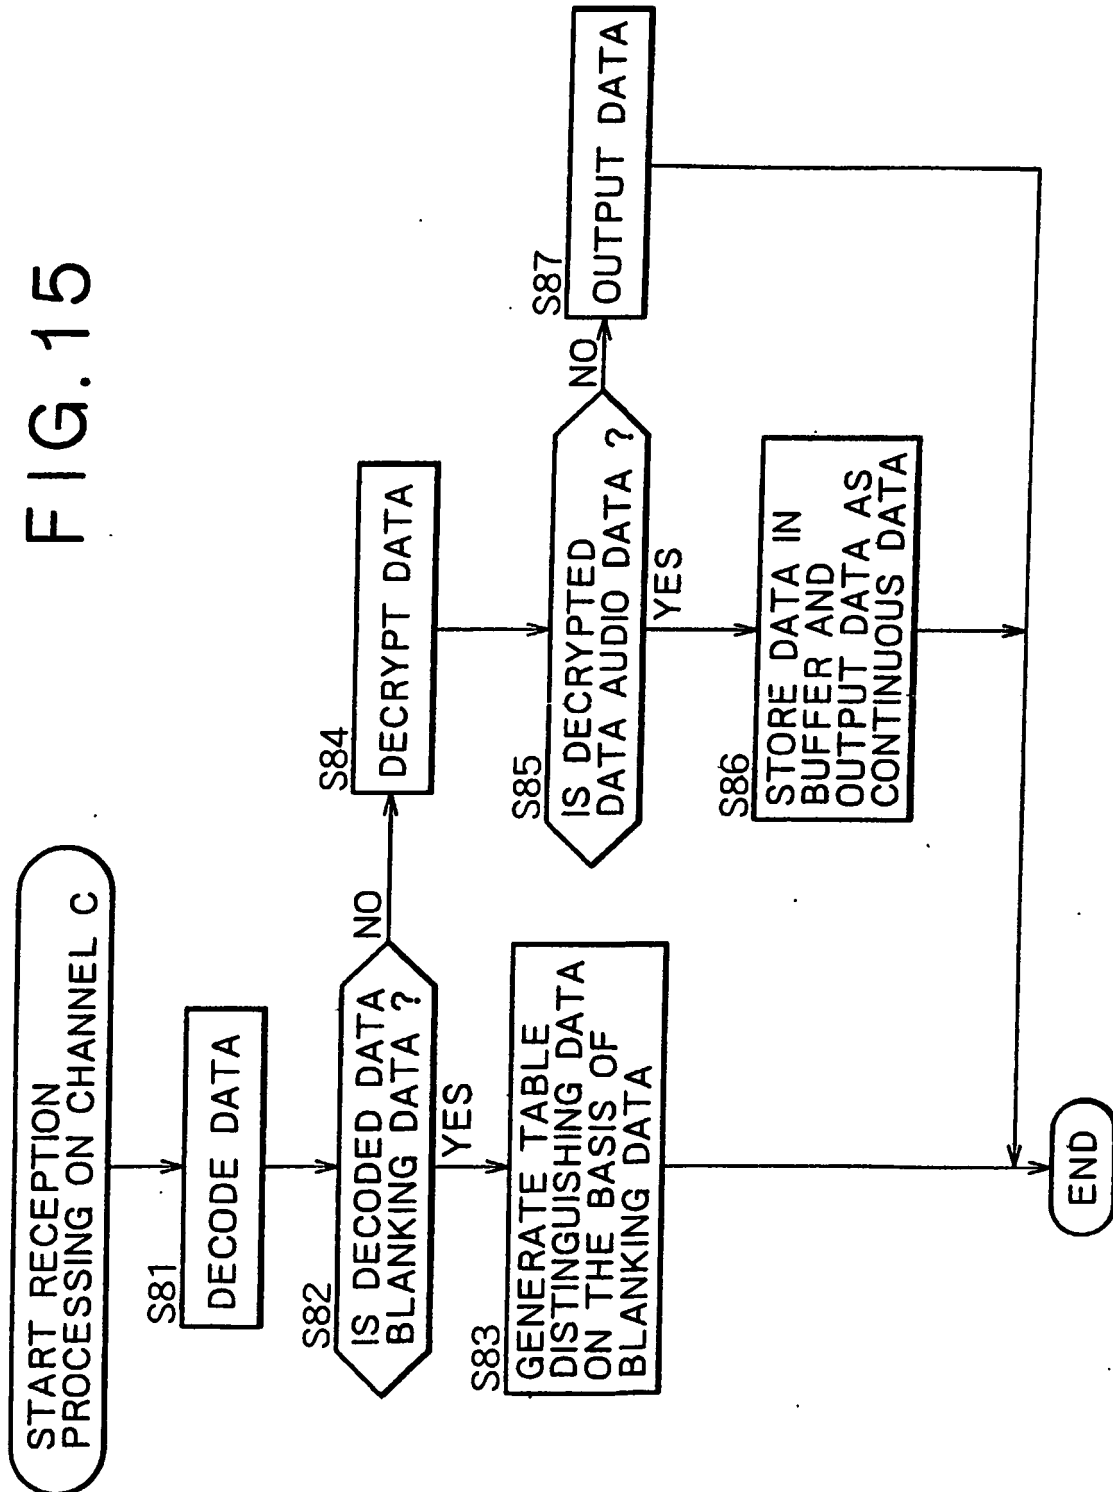 FIG.15
START RECEPTION
PROCESSING ON CHANNEL C
S81
DECODE DATA
S82
IS DECODED DATA
BLANKING DATA ?
NO
YES
S83
GENERATE TABLE
DISTINGUISHING DATA
ON THE BASIS OF
BLANKING DATA
S84
DECRYPT DATA
S85
IS DECRYPTED
DATA AUDIO DATA ?
NO
YES
S86
STORE DATA IN
BUFFER AND
OUTPUT DATA AS
CONTINUOUS DATA
S87
OUTPUT DATA
END